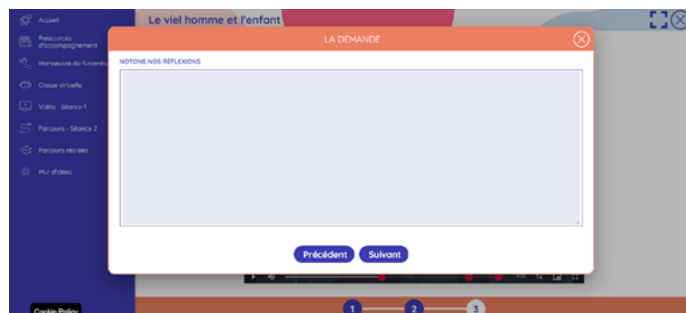 Accueil
Le viel homme et l'enfant
Ressources
d'accompagnement
LA DEMANDE
NOTONS NOS RÉFLEXIONS
Classe virtuelle
Vidéo - Séance 1
Parcours - Séance 2
Parcours réalisés
Mur d'idées
Précédent
Suivant
Cookie Policy
1
2
3